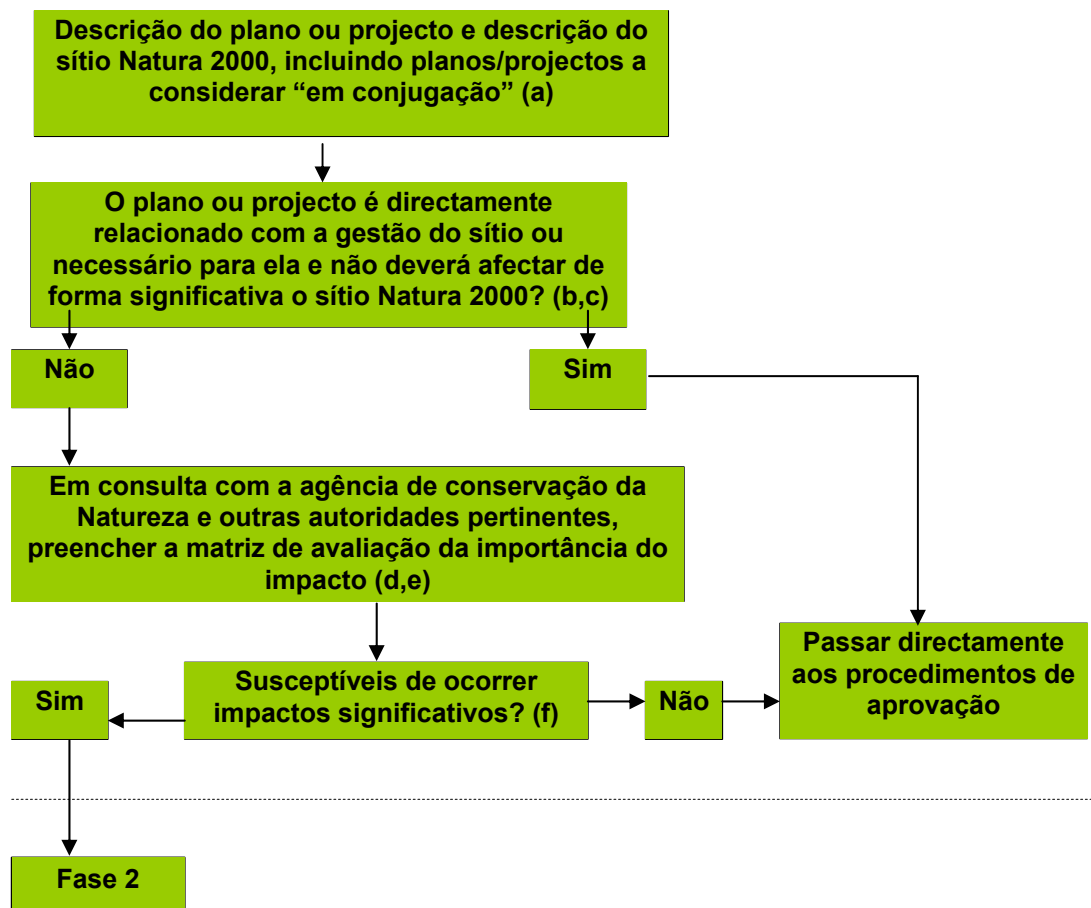 Descrição do plano ou projecto e descrição do
sítio Natura 2000, incluindo planos/projectos a
considerar “em conjugação” (a)
O plano ou projecto é directamente
relacionado com a gestão do sítio ou
necessário para ela e não deverá afectar de
forma significativa o sítio Natura 2000? (b,c)
Não
Sim
Em consulta com a agência de conservação da
Natureza e outras autoridades pertinentes,
preencher a matriz de avaliação da importância do
impacto (d,e)
Passar directamente
aos procedimentos de
aprovação
Susceptíveis de ocorrer
impactos significativos? (f)
Sim
Não
Fase 2